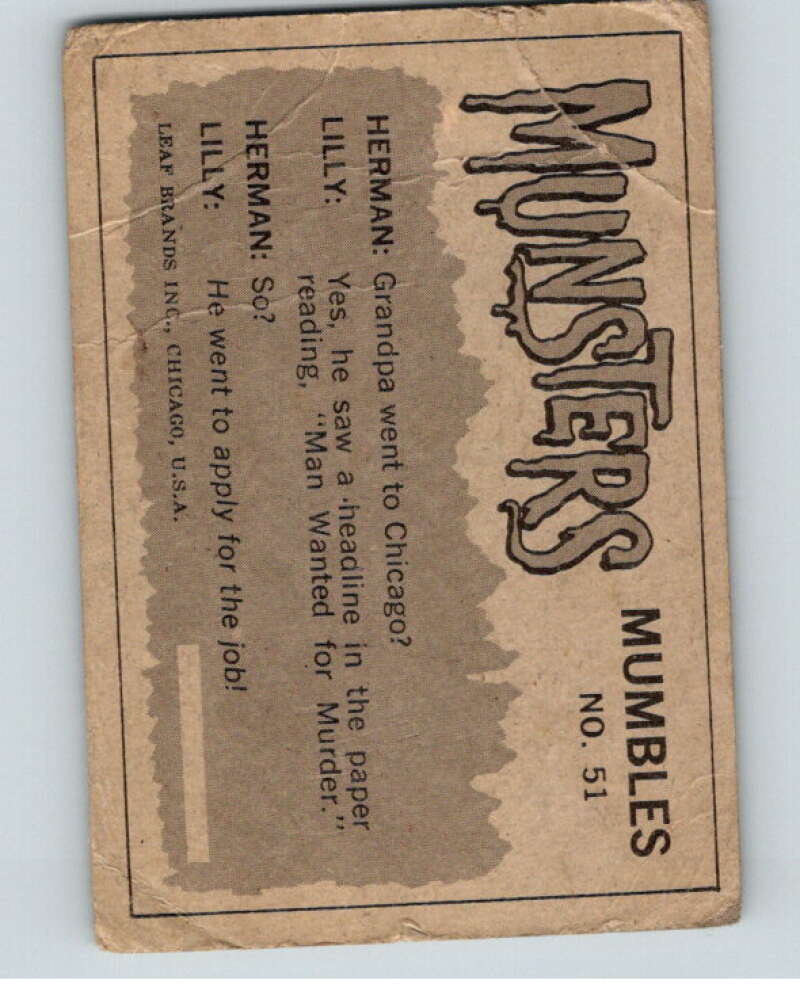 MUNSTERS MUMBLES
NO. 51
HERMAN: Grandpa went to Chicago?
LILLY: Yes, he saw a headline in the paper
reading, "Man Wanted for Murder."
HERMAN: So?
LILLY: He went to apply for the job!
LEAF BRANDS INC., CHICAGO, U.S.A.